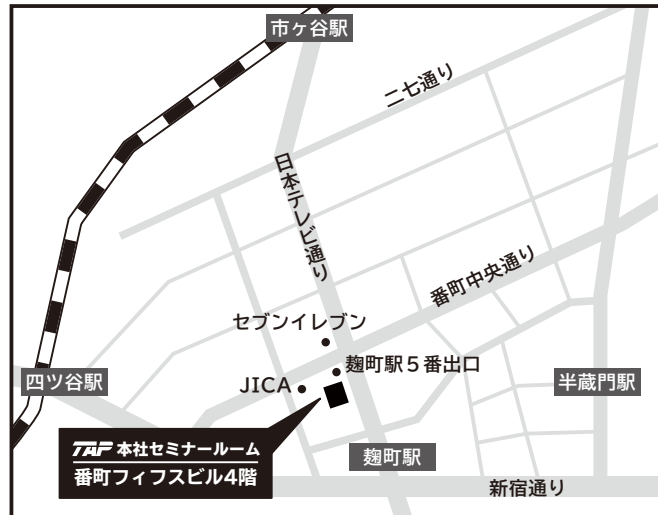 市ヶ谷駅
二七通り
日本テレビ通り
番町中央通り
セブンイレブン
麹町駅５番出口
JICA
四ツ谷駅
半蔵門駅
TAP 本社セミナールーム
番町フィフスビル4階
麹町駅
新宿通り